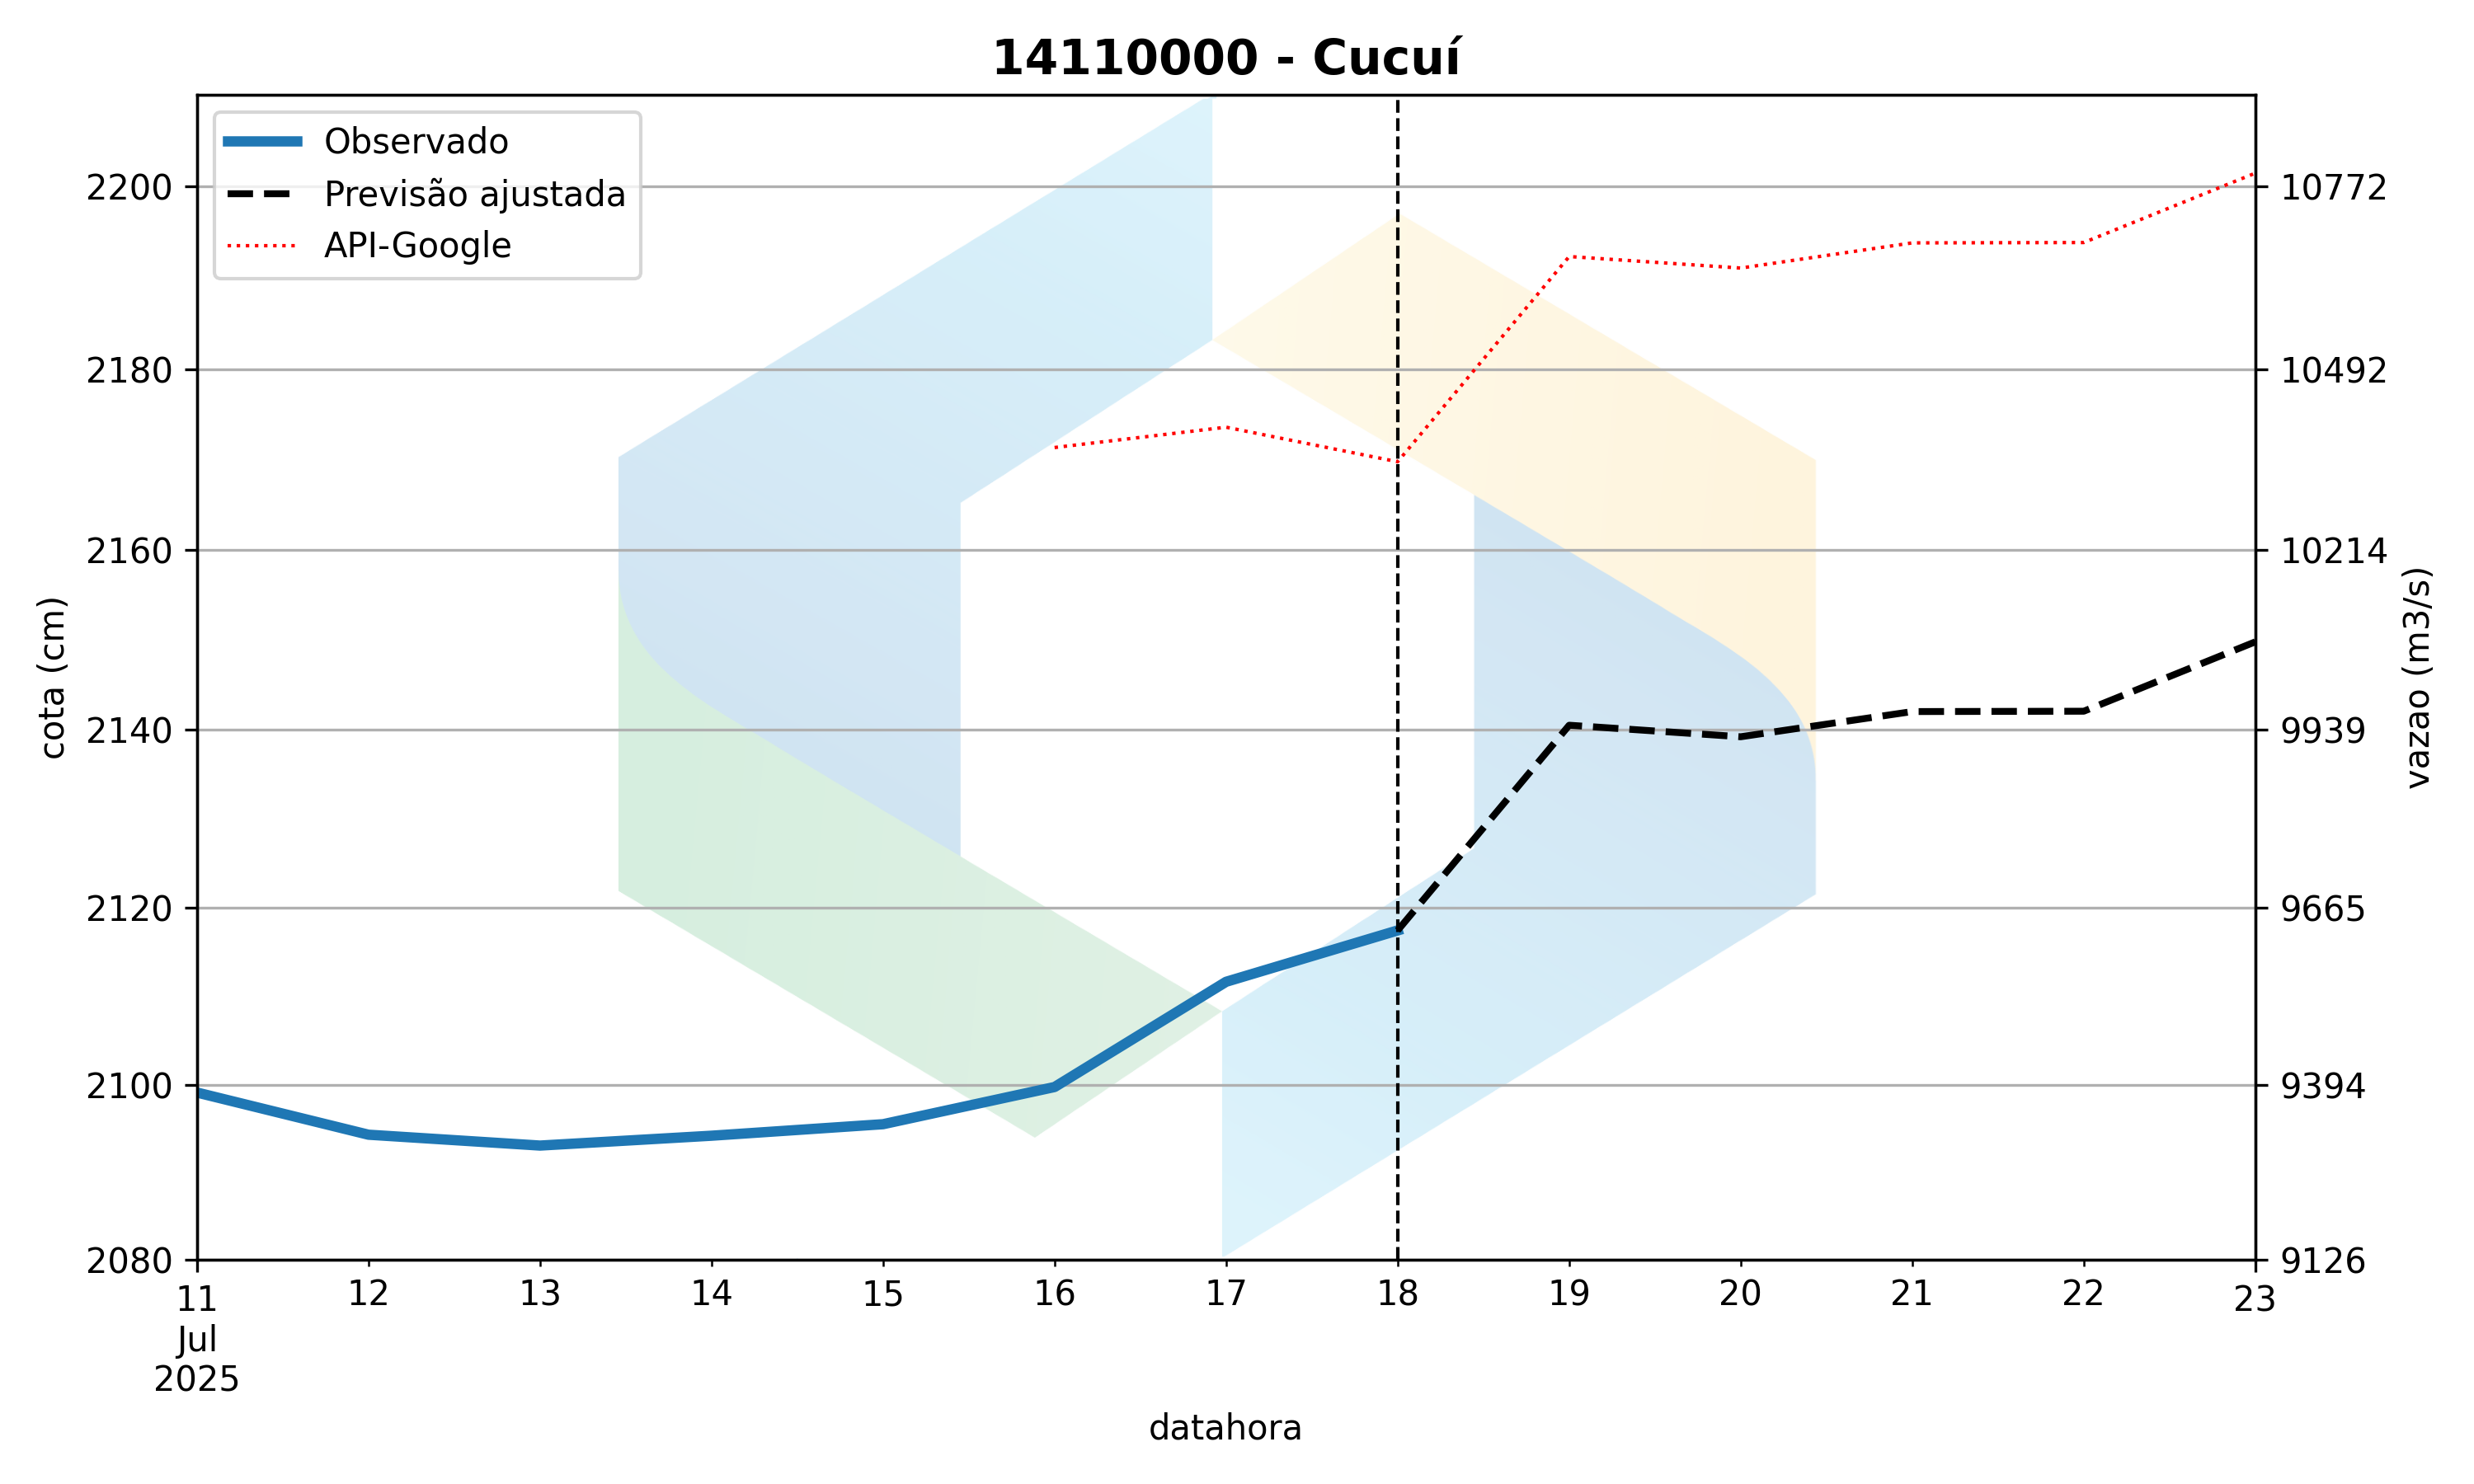 14110000 - Cucuí
Observado
Previsão ajustada
API-Google
2200
2180
2160
2140
2120
2100
2080
cota (cm)
10772
10492
10214
9939
9665
9394
9126
vazao (m3/s)
11 12 13 14 15 16 17 18 19 20 21 22 23
Jul
2025
datahora